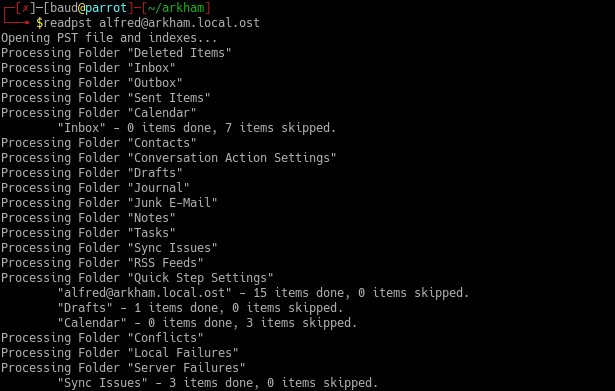 ┌─[✗]─[baud@parrot]─[~/arkham]
└──╼ $readpst alfred@arkham.local.ost
Opening PST file and indexes...
Processing Folder "Deleted Items"
Processing Folder "Inbox"
Processing Folder "Outbox"
Processing Folder "Sent Items"
Processing Folder "Calendar"
        "Inbox" - 0 items done, 7 items skipped.
Processing Folder "Contacts"
Processing Folder "Conversation Action Settings"
Processing Folder "Drafts"
Processing Folder "Journal"
Processing Folder "Junk E-Mail"
Processing Folder "Notes"
Processing Folder "Tasks"
Processing Folder "Sync Issues"
Processing Folder "RSS Feeds"
Processing Folder "Quick Step Settings"
        "alfred@arkham.local.ost" - 15 items done, 0 items skipped.
        "Drafts" - 1 items done, 0 items skipped.
        "Calendar" - 0 items done, 3 items skipped.
Processing Folder "Conflicts"
Processing Folder "Local Failures"
Processing Folder "Server Failures"
        "Sync Issues" - 3 items done, 0 items skipped.